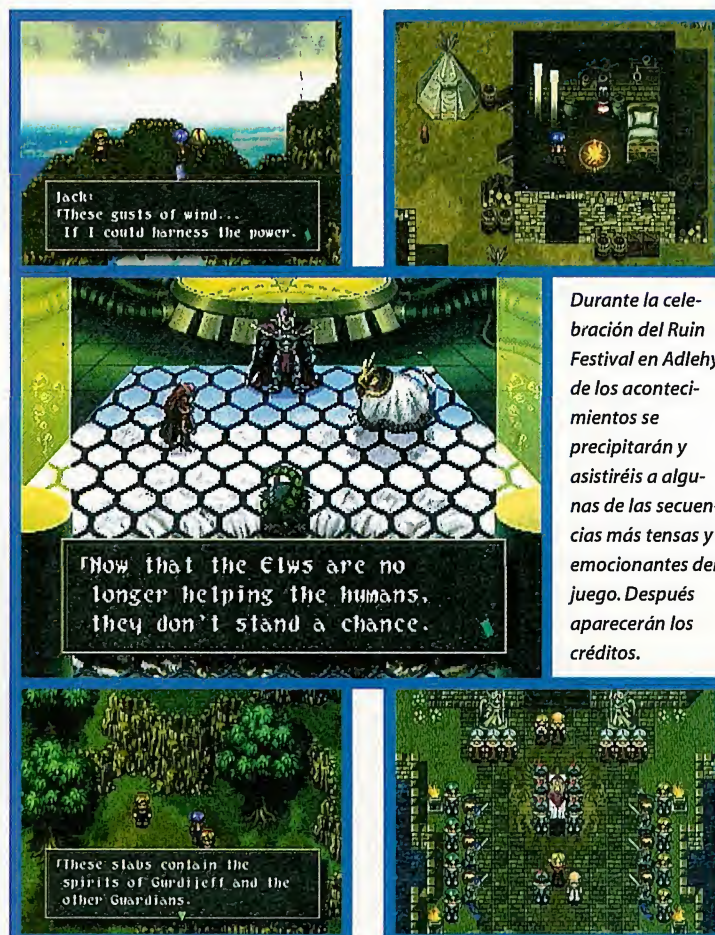 Jack:
「These gusts of wind...
If I could harness the power.
Durante la cele-
bración del Ruin
Festival en Adlehy
de los aconteci-
mientos se
precipitarán y
asistiréis a algu-
nas de las secuen-
cias más tensas y
emocionantes del
juego. Después
aparecerán los
créditos.
「Now that the Elws are no
longer helping the humans,
they don't stand a chance.
「These slabs contain the
spirits of Gurdijeff and the
other Guardians.